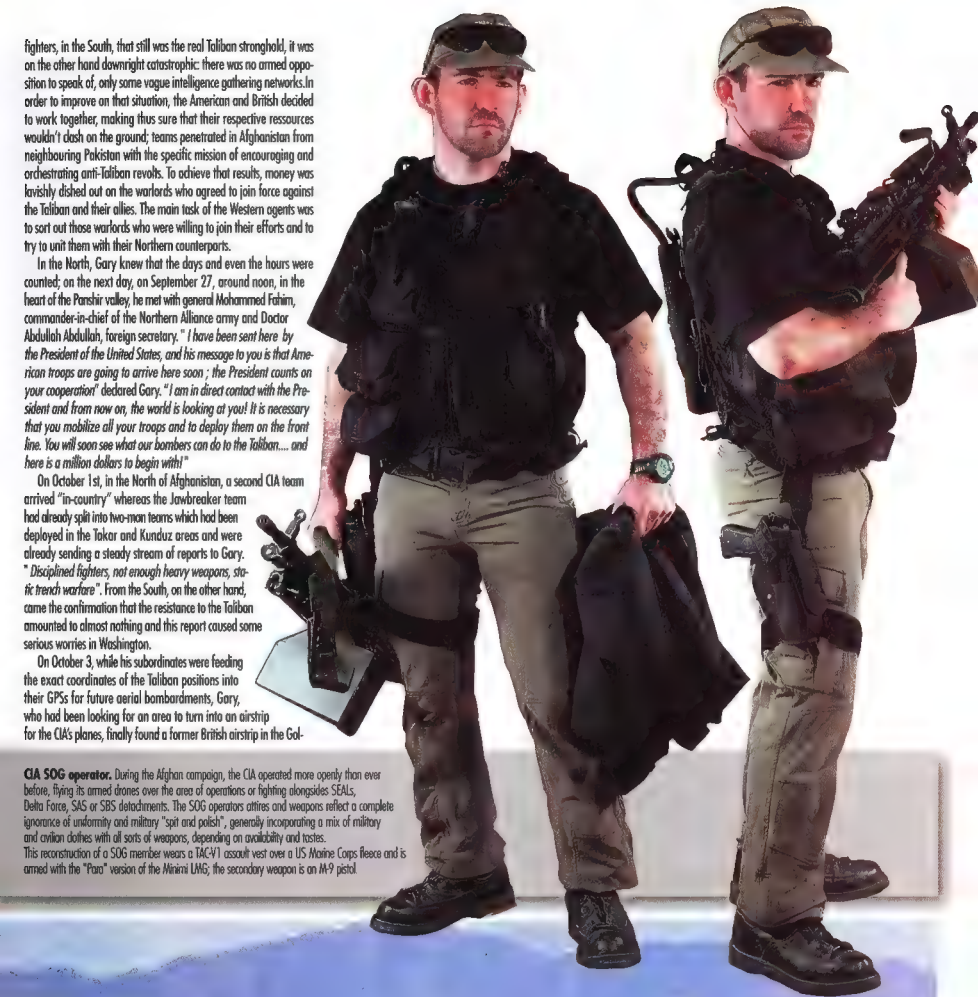 fighters, in the South, that still was the real Taliban stronghold, it was
on the other hand downright catastrophic: there was no armed oppo-
sition to speak of, only some vague intelligence gathering networks.In
order to improve on that situation, the American and British decided
to work together, making thus sure that their respective ressources
wouldn't clash on the ground; teams penetrated in Afghanistan from
neighbouring Pakistan with the specific mission of encouraging and
orchestrating anti-Taliban revolts. To achieve that results, money was
lavishly dished out on the warlords who agreed to join force against
the Taliban and their allies. The main task of the Western agents was
to sort out those warlords who were willing to join their efforts and to
try to unit them with their Northern counterparts.
In the North, Gary knew that the days and even the hours were
counted; on the next day, on September 27, around noon, in the
heart of the Panshir valley, he met with general Mohammed Fahim,
commander-in-chief of the Northern Alliance army and Doctor
Abdullah Abdullah, foreign secretary. " I have been sent here by
the President of the United States, and his message to you is that Ame-
rican troops are going to arrive here soon ; the President counts on
your cooperation" declared Gary. "I am in direct contact with the Pre-
sident and from now on, the world is looking at you! It is necessary
that you mobilize all your troops and to deploy them on the front
line. You will soon see what our bombers can do to the Taliban.... and
here is a million dollars to begin with!"
On October 1st, in the North of Afghanistan, a second CIA team
arrived "in-country" whereas the Jawbreaker team
had already split into two-man teams which had been
deployed in the Takar and Kunduz areas and were
already sending a steady stream of reports to Gary.
" Disciplined fighters, not enough heavy weapons, sta-
tic trench warfare". From the South, on the other hand,
came the confirmation that the resistance to the Taliban
amounted to almost nothing and this report caused some
serious worries in Washington.
On October 3, while his subordinates were feeding
the exact coordinates of the Taliban positions into
their GPSs for future aerial bombardments, Gary,
who had been looking for an area to turn into an airstrip
for the CIA's planes, finally found a former British airstrip in the Gol-
CIA SOG operator. During the Afghan campaign, the CIA operated more openly than ever
before, flying its armed drones over the area of operations or fighting alongsides SEALs,
Delta Force, SAS or SBS detachments. The SOG operators attires and weapons reflect a complete
ignorance of uniformity and military "spit and polish", generally incorporating a mix of military
and civilian clothes with all sorts of weapons, depending on availability and tastes.
This reconstruction of a SOG member wears a TAC-V1 assault vest over a US Marine Corps fleece and is
armed with the "Para" version of the Minimi LMG; the secondary weapon is an M-9 pistol.